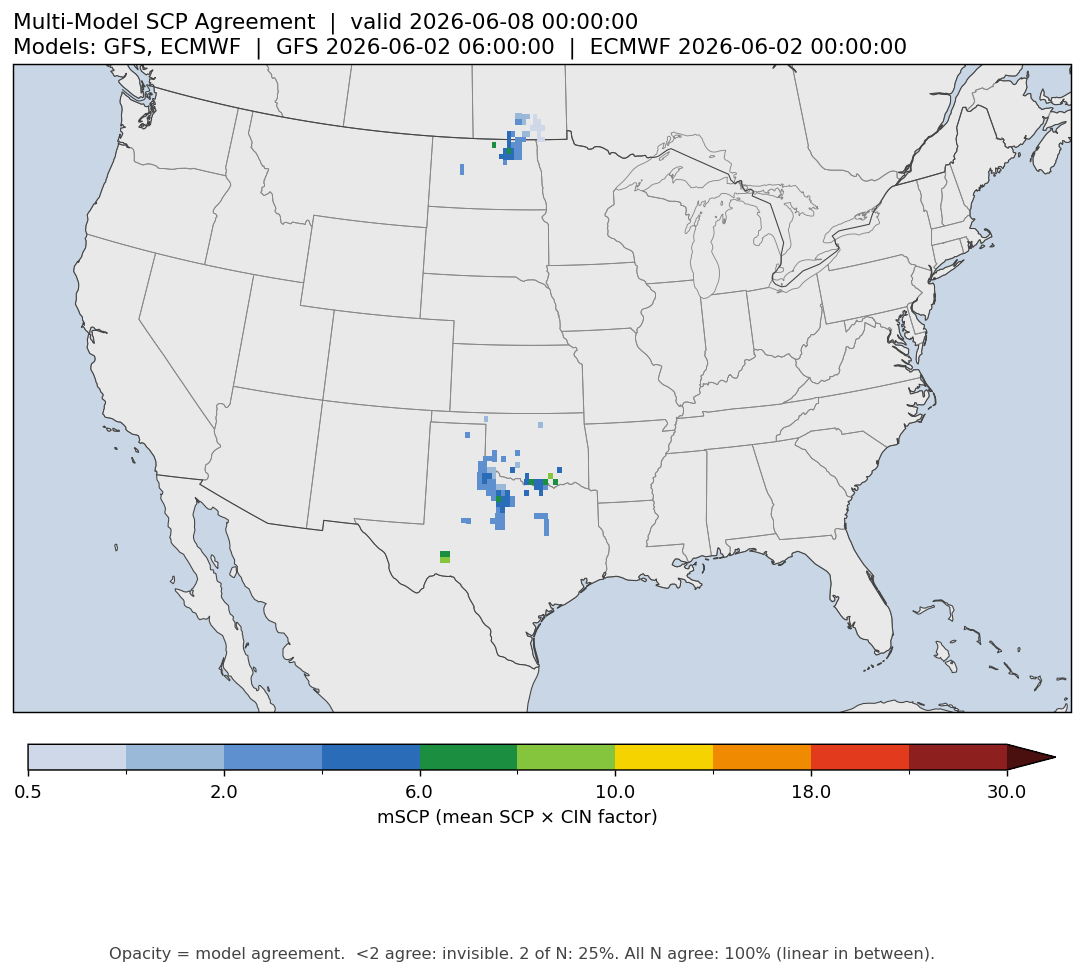 Multi-Model SCP Agreement  |  valid 2026-06-08 00:00:00
Models: GFS, ECMWF  |  GFS 2026-06-02 06:00:00  |  ECMWF 2026-06-02 00:00:00
0.5 2.0 6.0 10.0 18.0 30.0
mSCP (mean SCP × CIN factor)
Opacity = model agreement.  <2 agree: invisible. 2 of N: 25%. All N agree: 100% (linear in between).